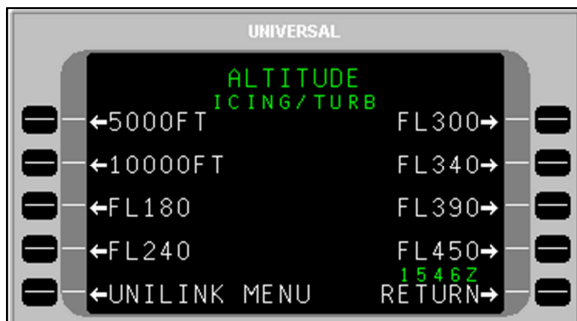 UNIVERSAL
ALTITUDE
ICING/TURB
←5000FT FL300→
←10000FT FL340→
←FL180 FL390→
←FL240 FL450→
1546Z
←UNILINK MENU RETURN→